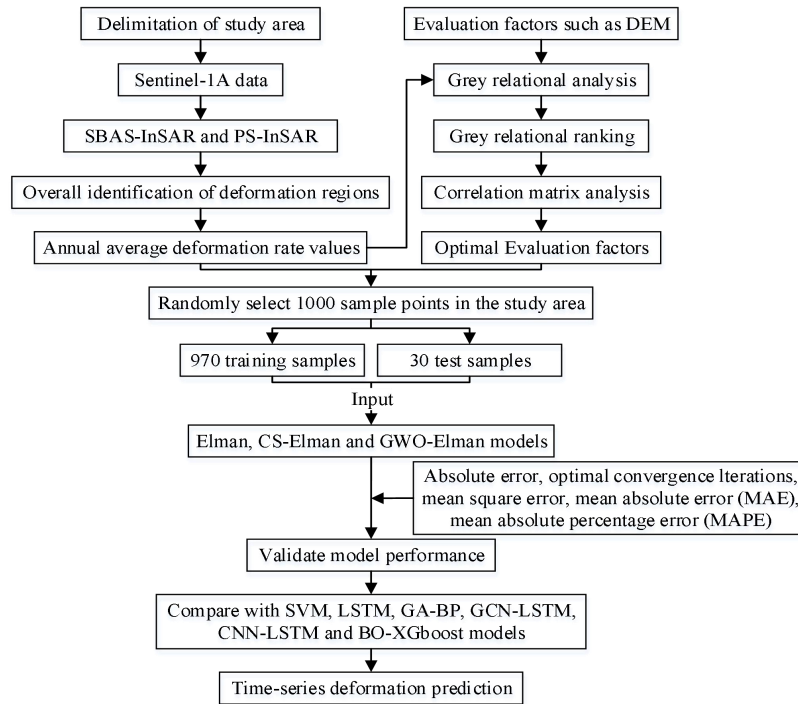 Delimitation of study area
Sentinel-1A data
SBAS-InSAR and PS-InSAR
Overall identification of deformation regions
Annual average deformation rate values
Evaluation factors such as DEM
Grey relational analysis
Grey relational ranking
Correlation matrix analysis
Optimal Evaluation factors
Randomly select 1000 sample points in the study area
970 training samples
30 test samples
Input
Elman, CS-Elman and GWO-Elman models
Absolute error, optimal convergence Iterations,
mean square error, mean absolute error (MAE),
mean absolute percentage error (MAPE)
Validate model performance
Compare with SVM, LSTM, GA-BP, GCN-LSTM,
CNN-LSTM and BO-XGboost models
Time-series deformation prediction